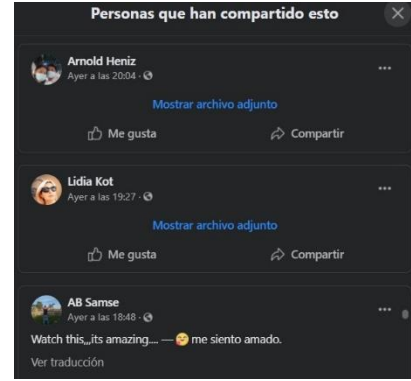 Personas que han compartido esto
Arnold Heniz
Ayer a las 20:04 ·
Mostrar archivo adjunto
Me gusta Compartir
Lidia Kot
Ayer a las 19:27 ·
Mostrar archivo adjunto
Me gusta Compartir
AB Samse
Ayer a las 18:48 ·
Watch this,,,its amazing.... — 🥰 me siento amado.
Ver traducción